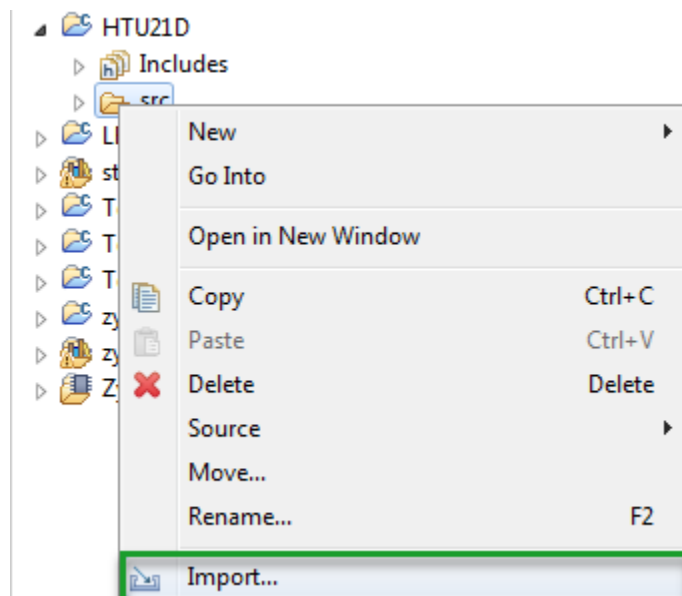 HTU21D
Includes
src
New
Go Into
Open in New Window
Copy Ctrl+C
Paste Ctrl+V
Delete Delete
Source
Move...
Rename... F2
Import...